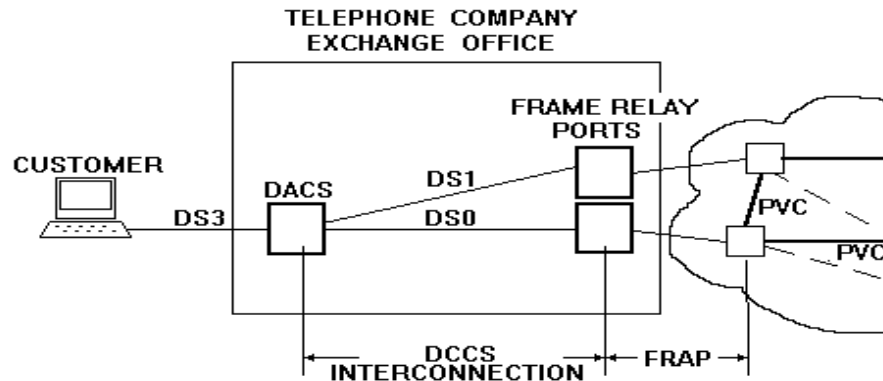 TELEPHONE COMPANY
EXCHANGE OFFICE
FRAME RELAY
PORTS
CUSTOMER
DACS
DS1
DS3
DS0
PVC
PVC
DCCS
INTERCONNECTION
FRAP